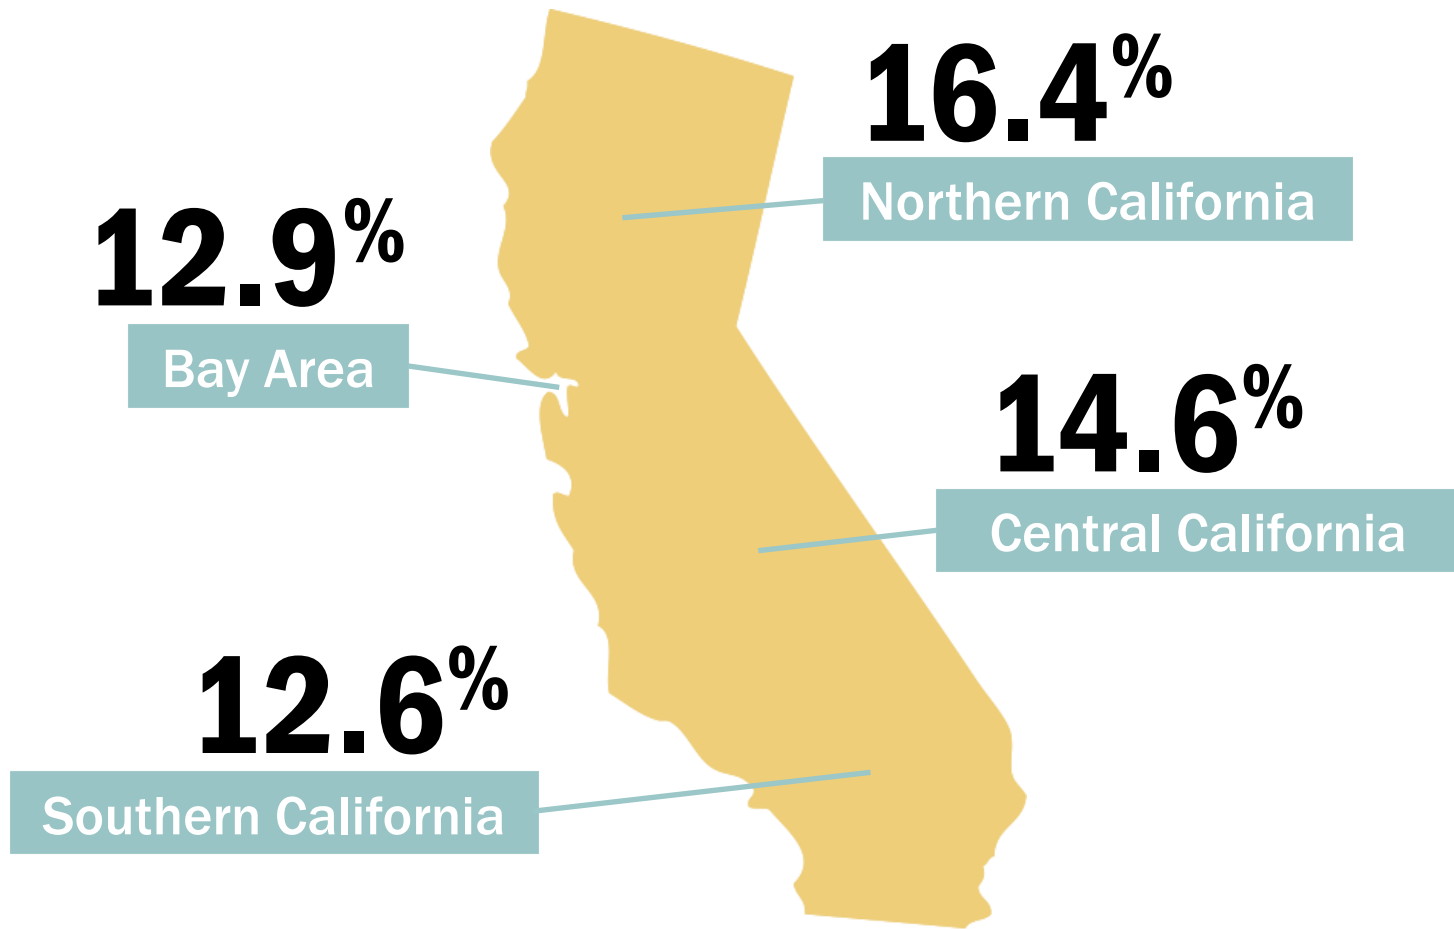 16.4%
Northern California
12.9%
Bay Area
14.6%
Central California
12.6%
Southern California